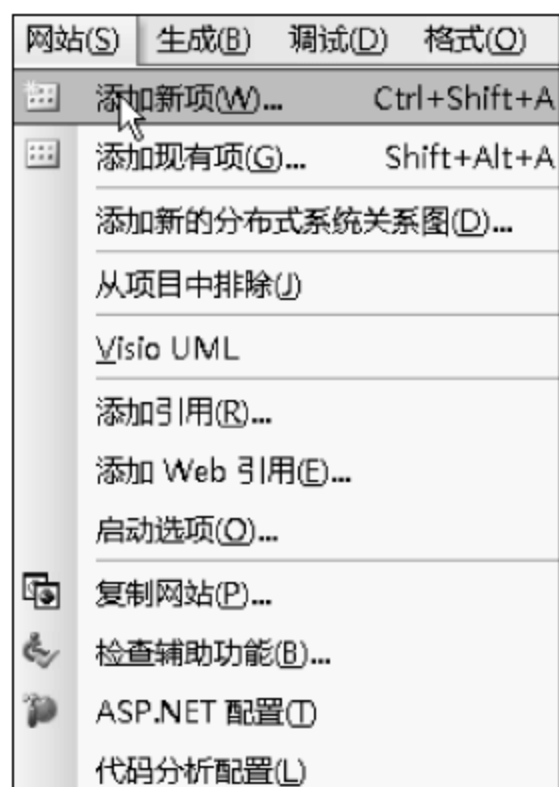 网站(S) 生成(B) 调试(D) 格式(O)
添加新项(W)... Ctrl+Shift+A
添加现有项(G)... Shift+Alt+A
添加新的分布式系统关系图(D)...
从项目中排除(J)
Visio UML
添加引用(R)...
添加 Web 引用(E)...
启动选项(O)...
复制网站(P)...
检查辅助功能(B)...
ASP.NET 配置(T)
代码分析配置(L)